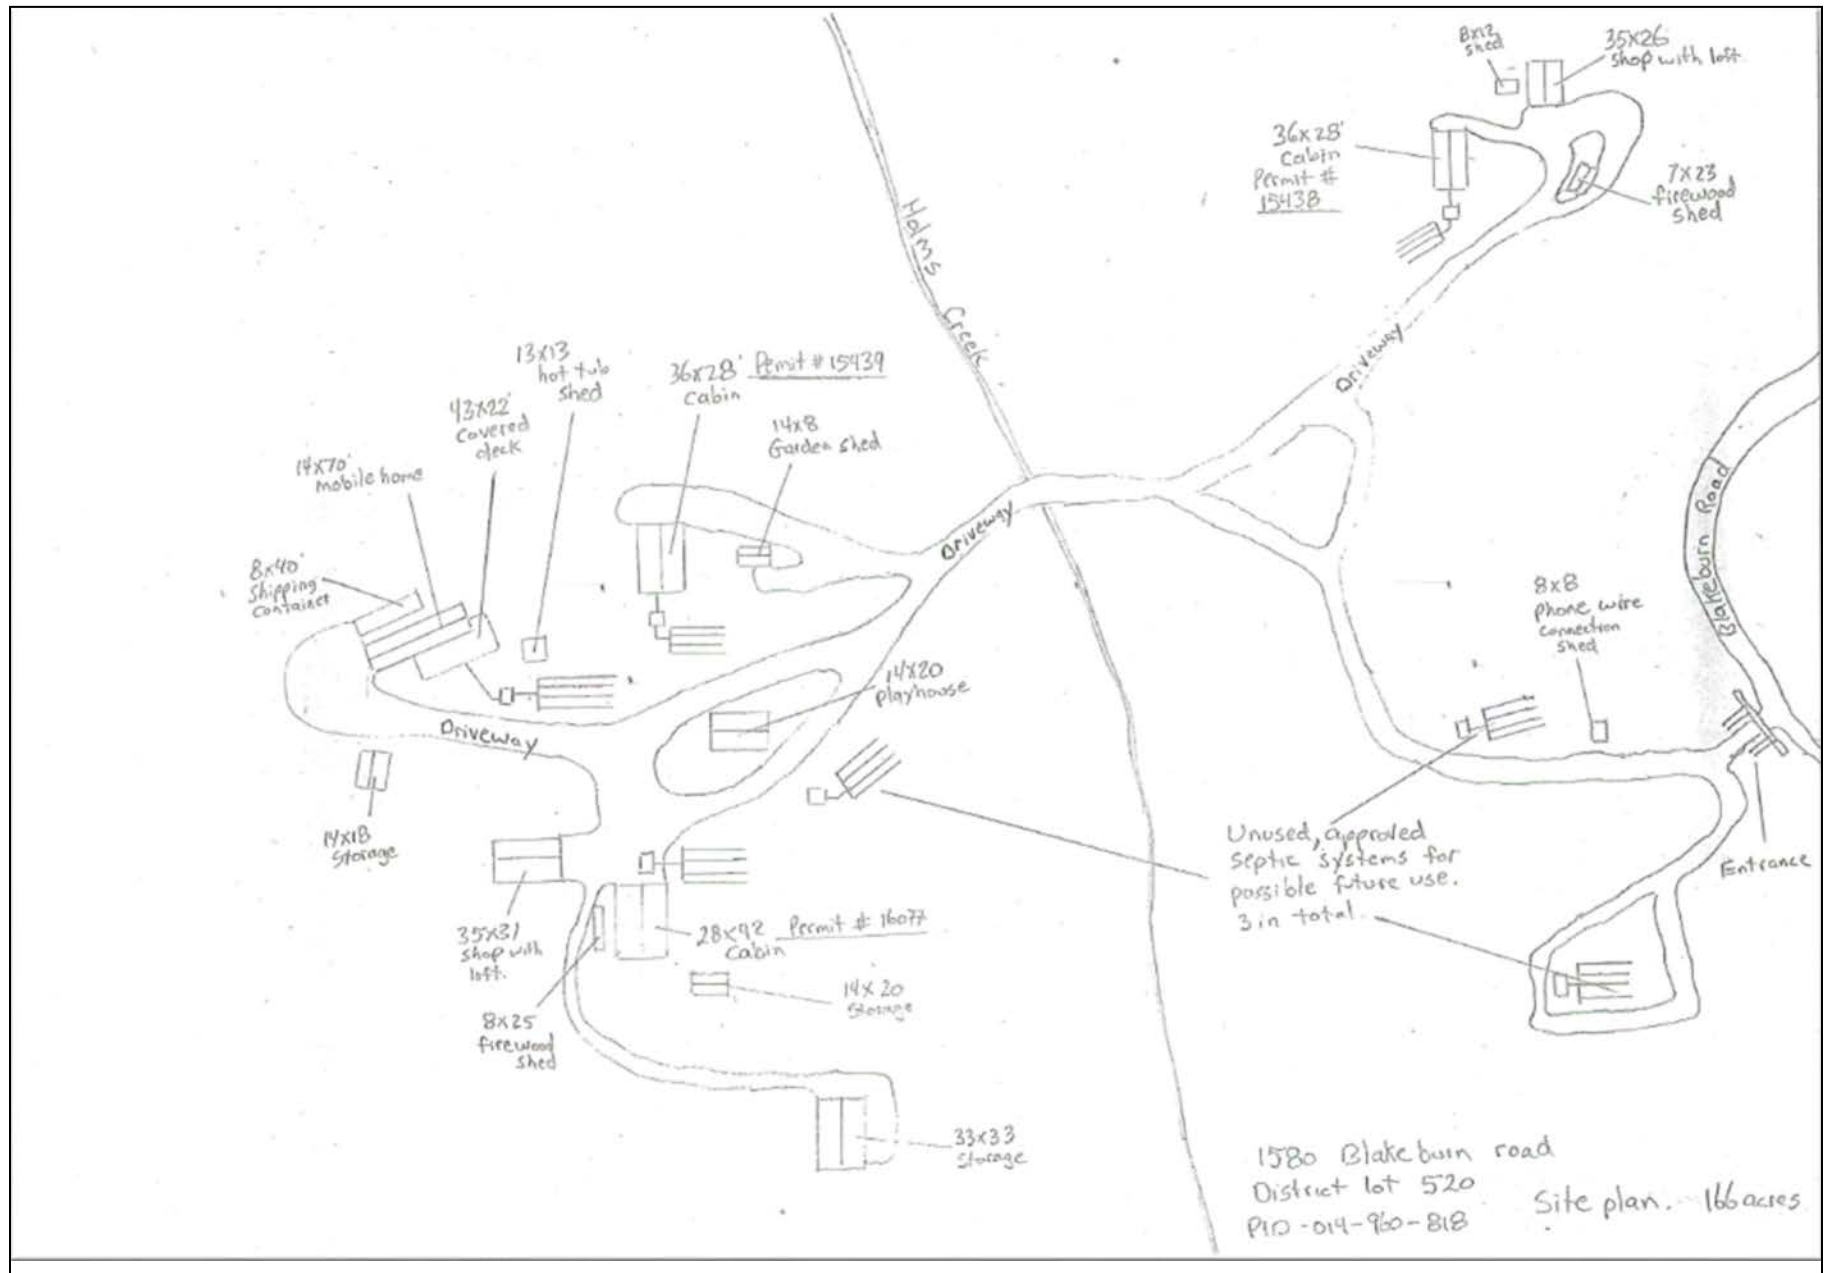 8x12
shed
35x26
shop with loft
36x28'
Cabin
Permit #
15438
7x23
firewood
shed
Holms
Creek
Driveway
13x13
hot tub
shed
36x28' Permit # 15439
cabin
43x22'
Covered
deck
14x8
Garden shed
14x70'
mobile home
8x40'
Shipping
Container
Driveway
Blakeburn Road
8x8
phone wire
connection
shed
14x20
playhouse
Driveway
14x18
Storage
Unused, approved
septic systems for
possible future use.
3 in total.
Entrance
35x31
shop with
loft.
28x42 Permit # 16077
Cabin
14x20
Storage
8x25
firewood
shed
33x33
Storage
1580 Blakeburn road
District lot 520
PID-014-960-818
Site plan. 166 acres